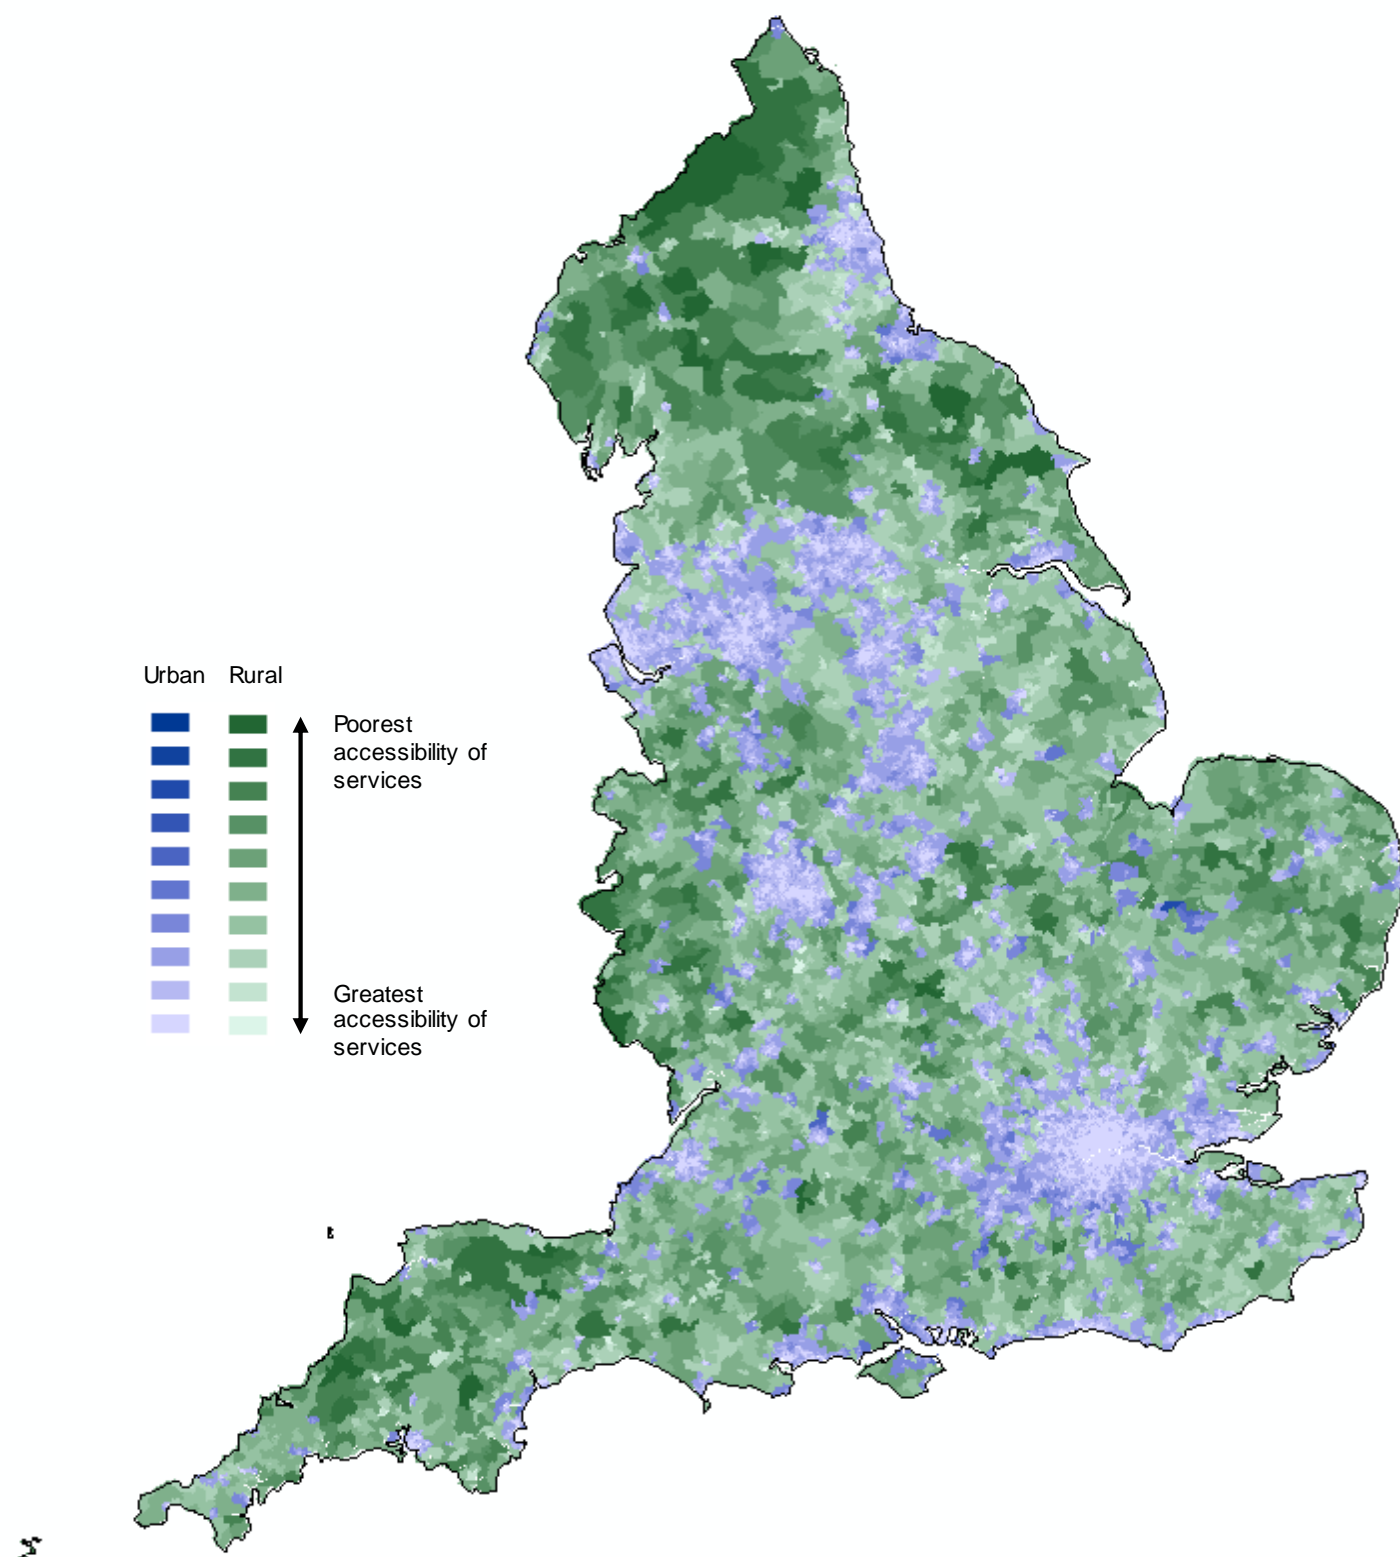 Urban Rural
Poorest
accessibility of
services
Greatest
accessibility of
services